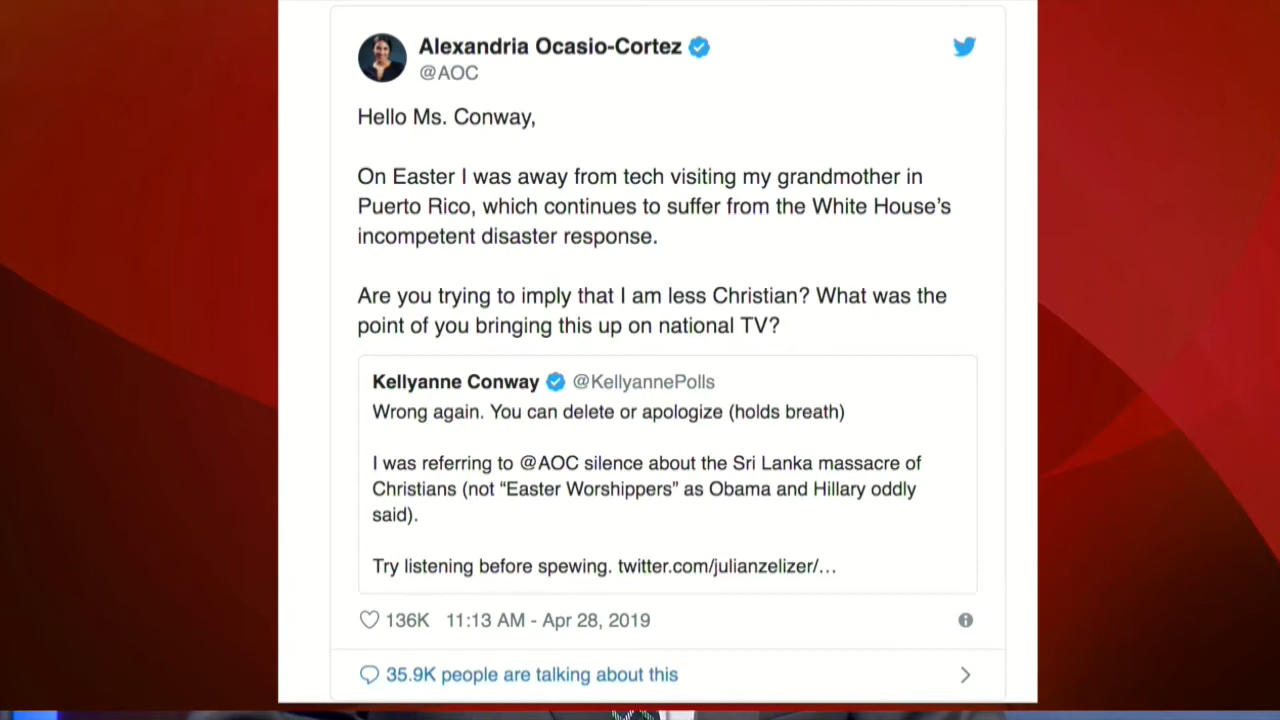 Alexandria Ocasio-Cortez
@AOC
Hello Ms. Conway,
On Easter I was away from tech visiting my grandmother in
Puerto Rico, which continues to suffer from the White House’s
incompetent disaster response.
Are you trying to imply that I am less Christian? What was the
point of you bringing this up on national TV?
Kellyanne Conway @KellyannePolls
Wrong again. You can delete or apologize (holds breath)
I was referring to @AOC silence about the Sri Lanka massacre of
Christians (not “Easter Worshippers” as Obama and Hillary oddly
said).
Try listening before spewing. twitter.com/julianzelizer/…
136K 11:13 AM - Apr 28, 2019
35.9K people are talking about this